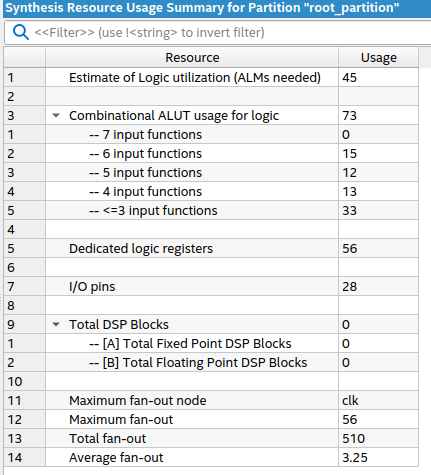 Synthesis Resource Usage Summary for Partition "root_partition"
<<Filter>> (use !<string> to invert filter)
Resource Usage
1 Estimate of Logic utilization (ALMs needed) 45
2
3 Combinational ALUT usage for logic 73
1 -- 7 input functions 0
2 -- 6 input functions 15
3 -- 5 input functions 12
4 -- 4 input functions 13
5 -- <=3 input functions 33
4
5 Dedicated logic registers 56
6
7 I/O pins 28
8
9 Total DSP Blocks 0
1 -- [A] Total Fixed Point DSP Blocks 0
2 -- [B] Total Floating Point DSP Blocks 0
10
11 Maximum fan-out node clk
12 Maximum fan-out 56
13 Total fan-out 510
14 Average fan-out 3.25